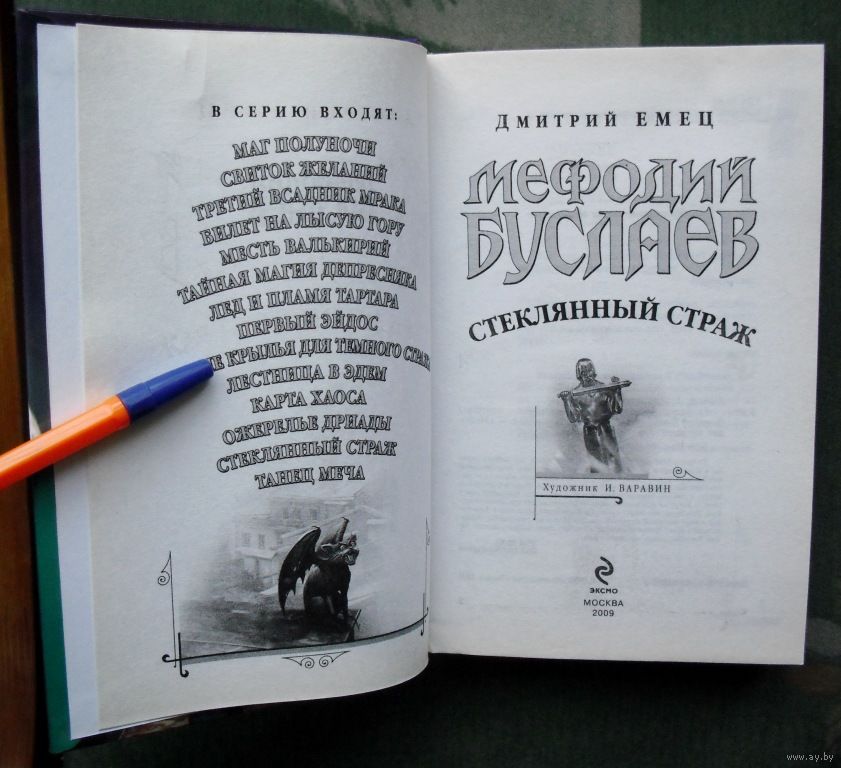 В СЕРИЮ ВХОДЯТ:
МАГ ПОЛУНОЧИ
СВИТОК ЖЕЛАНИЙ
ТРЕТИЙ ВСАДНИК МРАКА
БИЛЕТ НА ЛЫСУЮ ГОРУ
МЕСТЬ ВАЛЬКИРИЙ
ТАЙНАЯ МАГИЯ ДЕПРЕСНЯКА
ЛЕД И ПЛАМЯ ТАРТАРА
ПЕРВЫЙ ЭЙДОС
КРЫЛЬЯ ДЛЯ ТЕМНОГО
ЛЕСТНИЦА В ЭДЕМ
КАРТА ХАОСА
ОЖЕРЕЛЬЕ ДРИАДЫ
СТЕКЛЯННЫЙ СТРАЖ
ТАНЕЦ МЕЧА
ДМИТРИЙ ЕМЕЦ
МЕФОДИЙ
БУСЛАЕВ
СТЕКЛЯННЫЙ СТРАЖ
Художник И. ВАРАВИН
ЭКСМО
МОСКВА
2009
www.ay.by